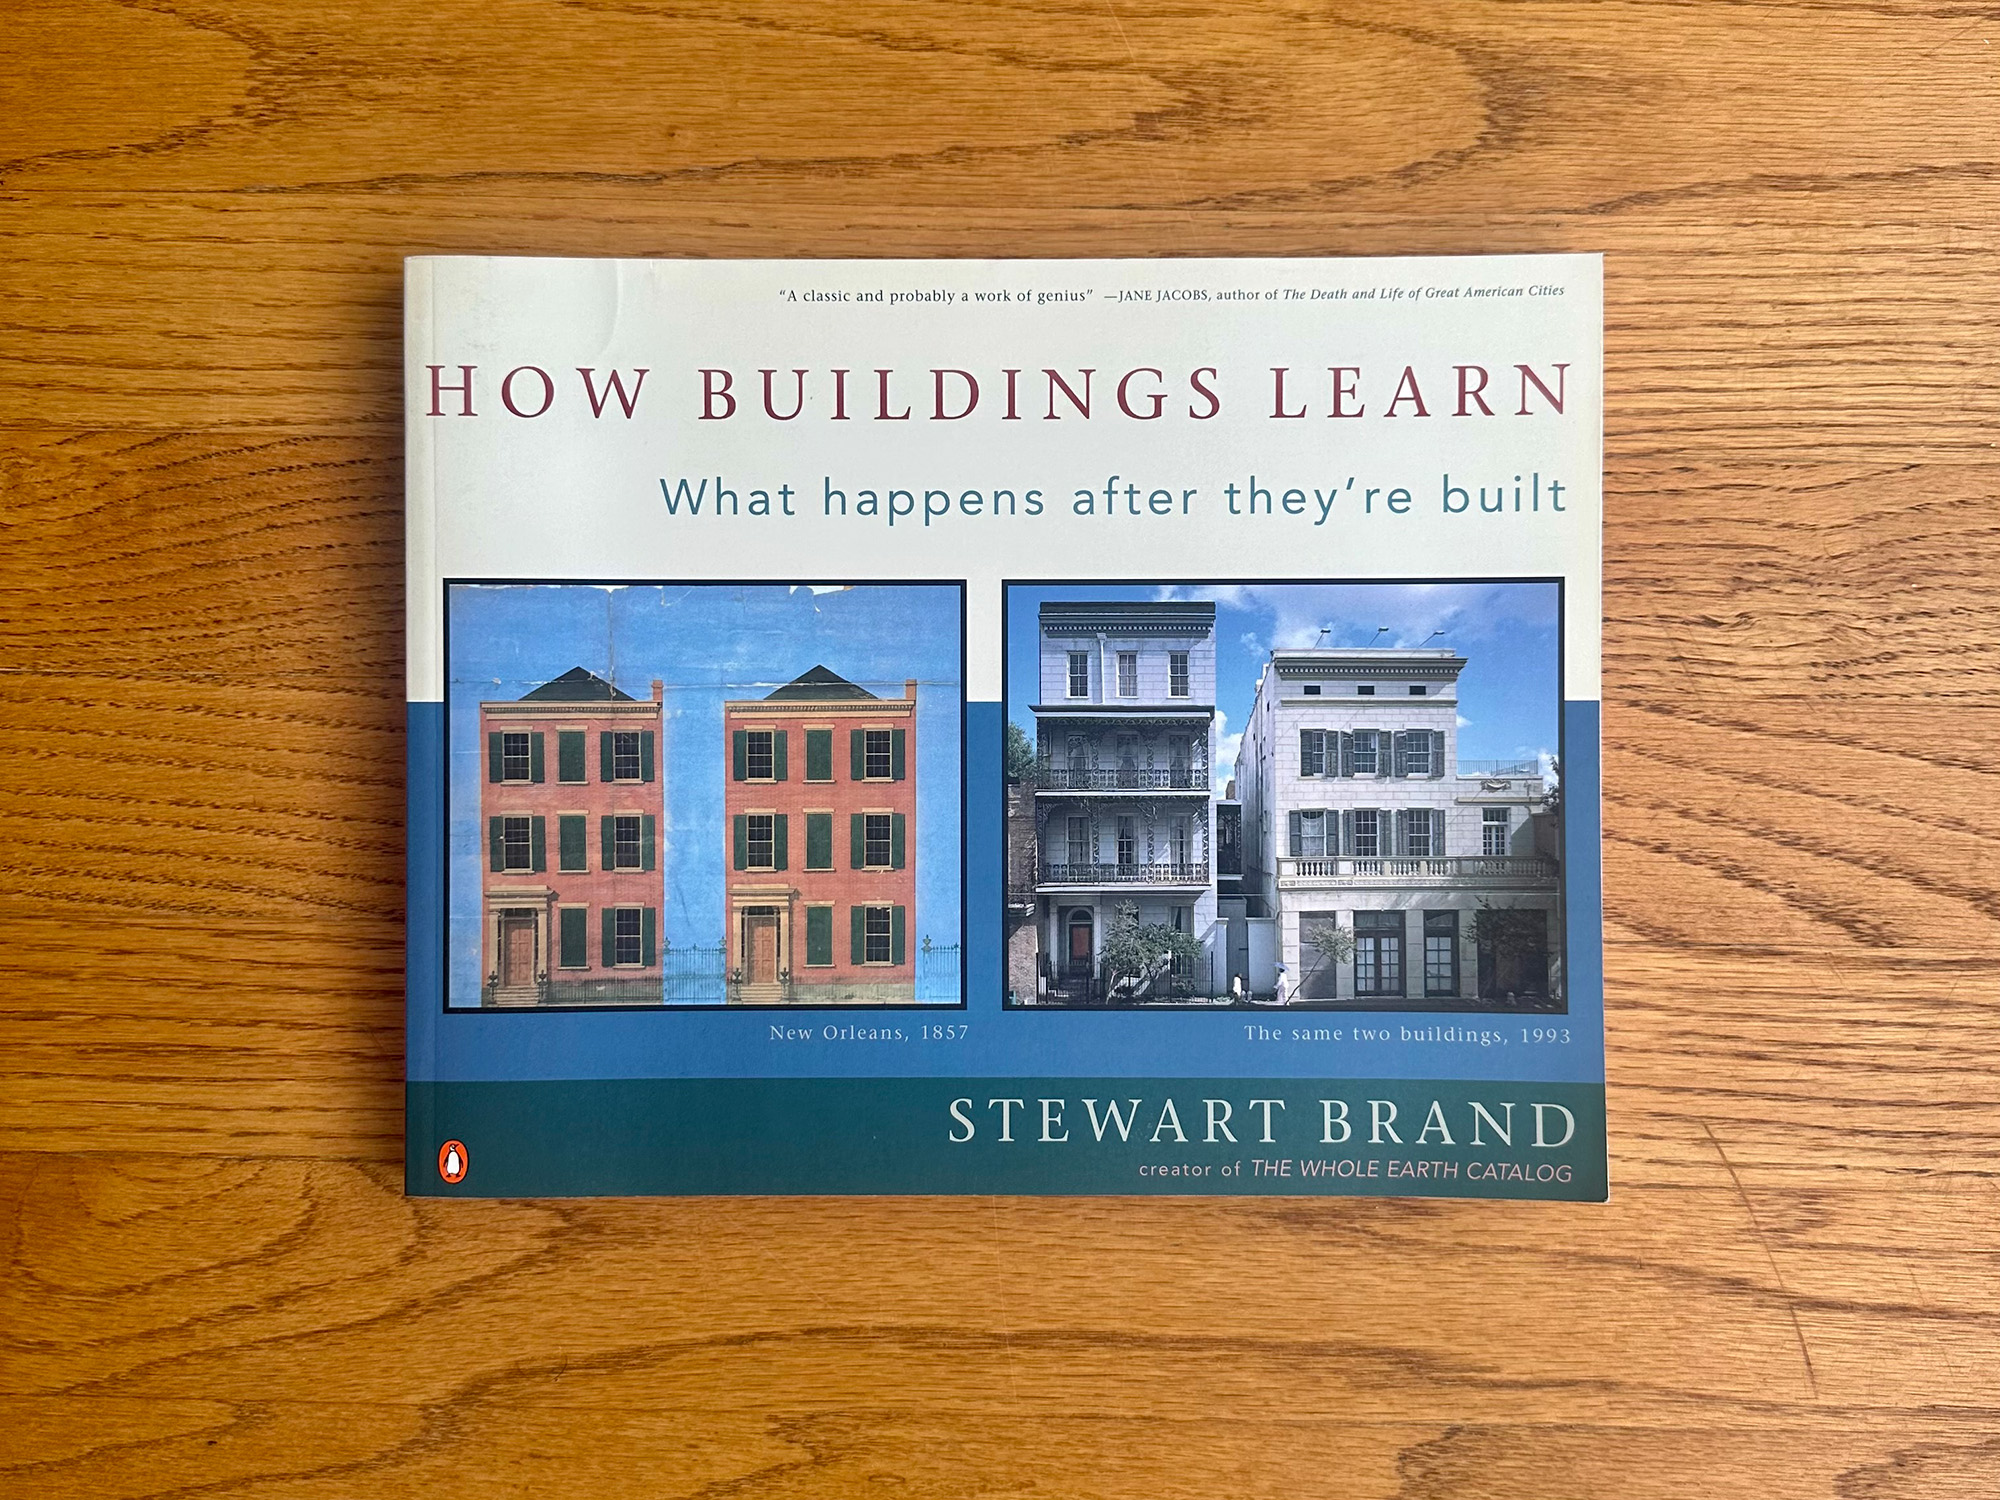 “A classic and probably a work of genius” —JANE JACOBS, author of The Death and Life of Great American Cities
HOW BUILDINGS LEARN
What happens after they’re built
New Orleans, 1857
The same two buildings, 1993
STEWART BRAND
creator of THE WHOLE EARTH CATALOG